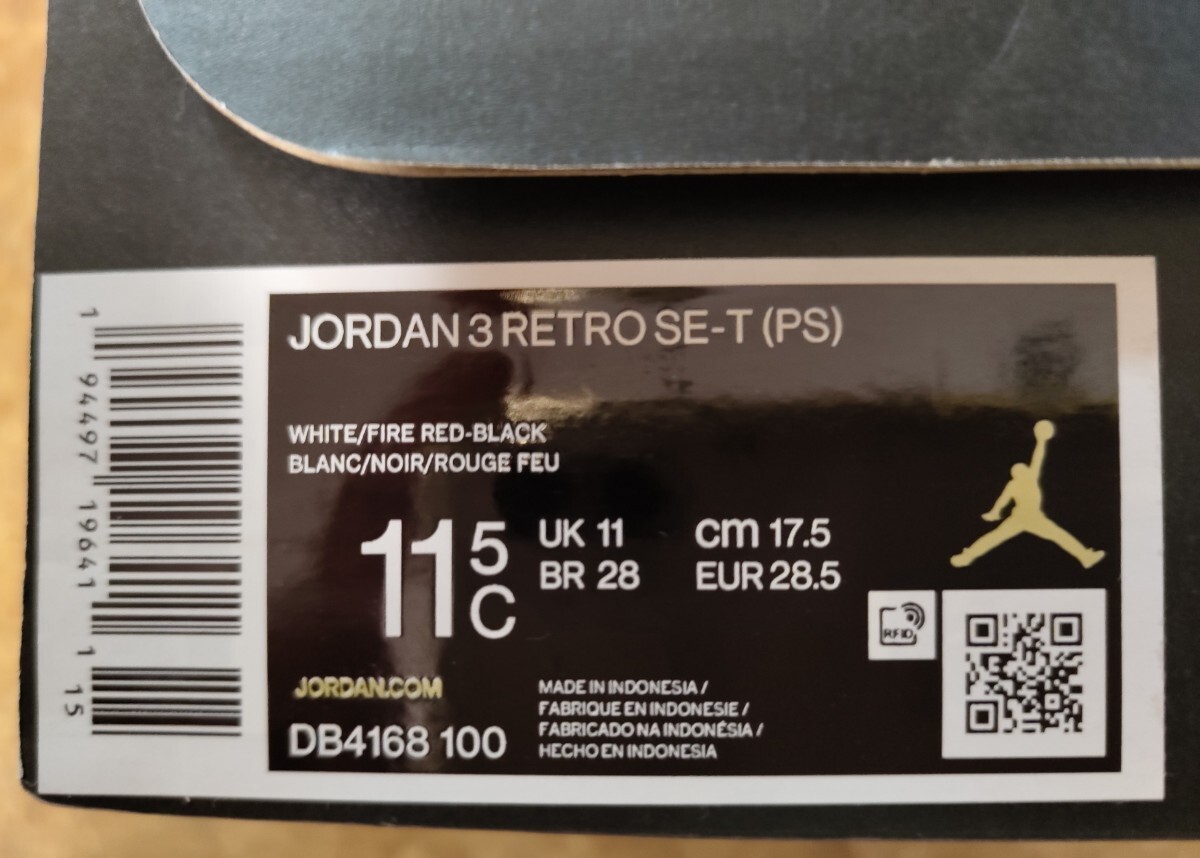 JORDAN 3 RETRO SE-T (PS)
WHITE/FIRE RED-BLACK
BLANC/NOIR/ROUGE FEU
11 5 C
UK 11 cm 17.5
BR 28 EUR 28.5
RFID
JORDAN.COM
DB4168 100
MADE IN INDONESIA /
FABRIQUE EN INDONESIE /
FABRICADO NA INDONÉSIA /
HECHO EN INDONESIA
1 94497 19641 1 15